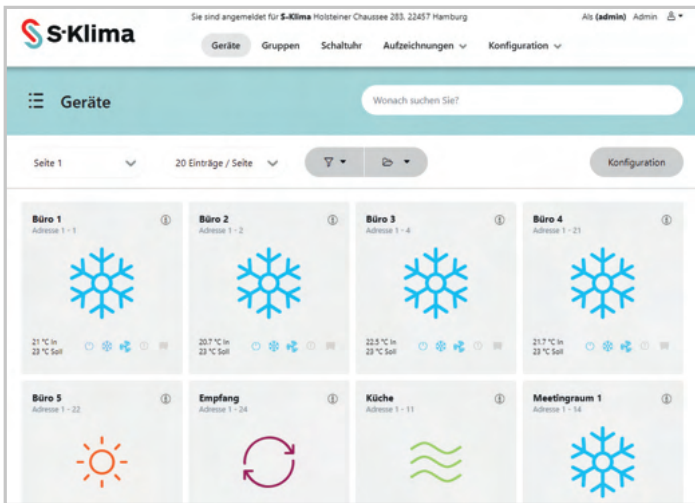 Sie sind angemeldet für S-Klima Holsteiner Chaussee 283, 22457 Hamburg
Als (admin) Admin
S-Klima
Geräte Gruppen Schaltuhr Aufzeichnungen Konfiguration
Geräte
Wonach suchen Sie?
Seite 1 20 Einträge / Seite Konfiguration
Büro 1 Büro 2 Büro 3 Büro 4
Adresse 1 - 1 Adresse 1 - 2 Adresse 1 - 4 Adresse 1 - 21
21 °C In 20.7 °C In 22.5 °C In 21.7 °C In
23 °C Soll 23 °C Soll 23 °C Soll 23 °C Soll
Büro 5 Empfang Küche Meetingraum 1
Adresse 1 - 22 Adresse 1 - 24 Adresse 1 - 11 Adresse 1 - 14